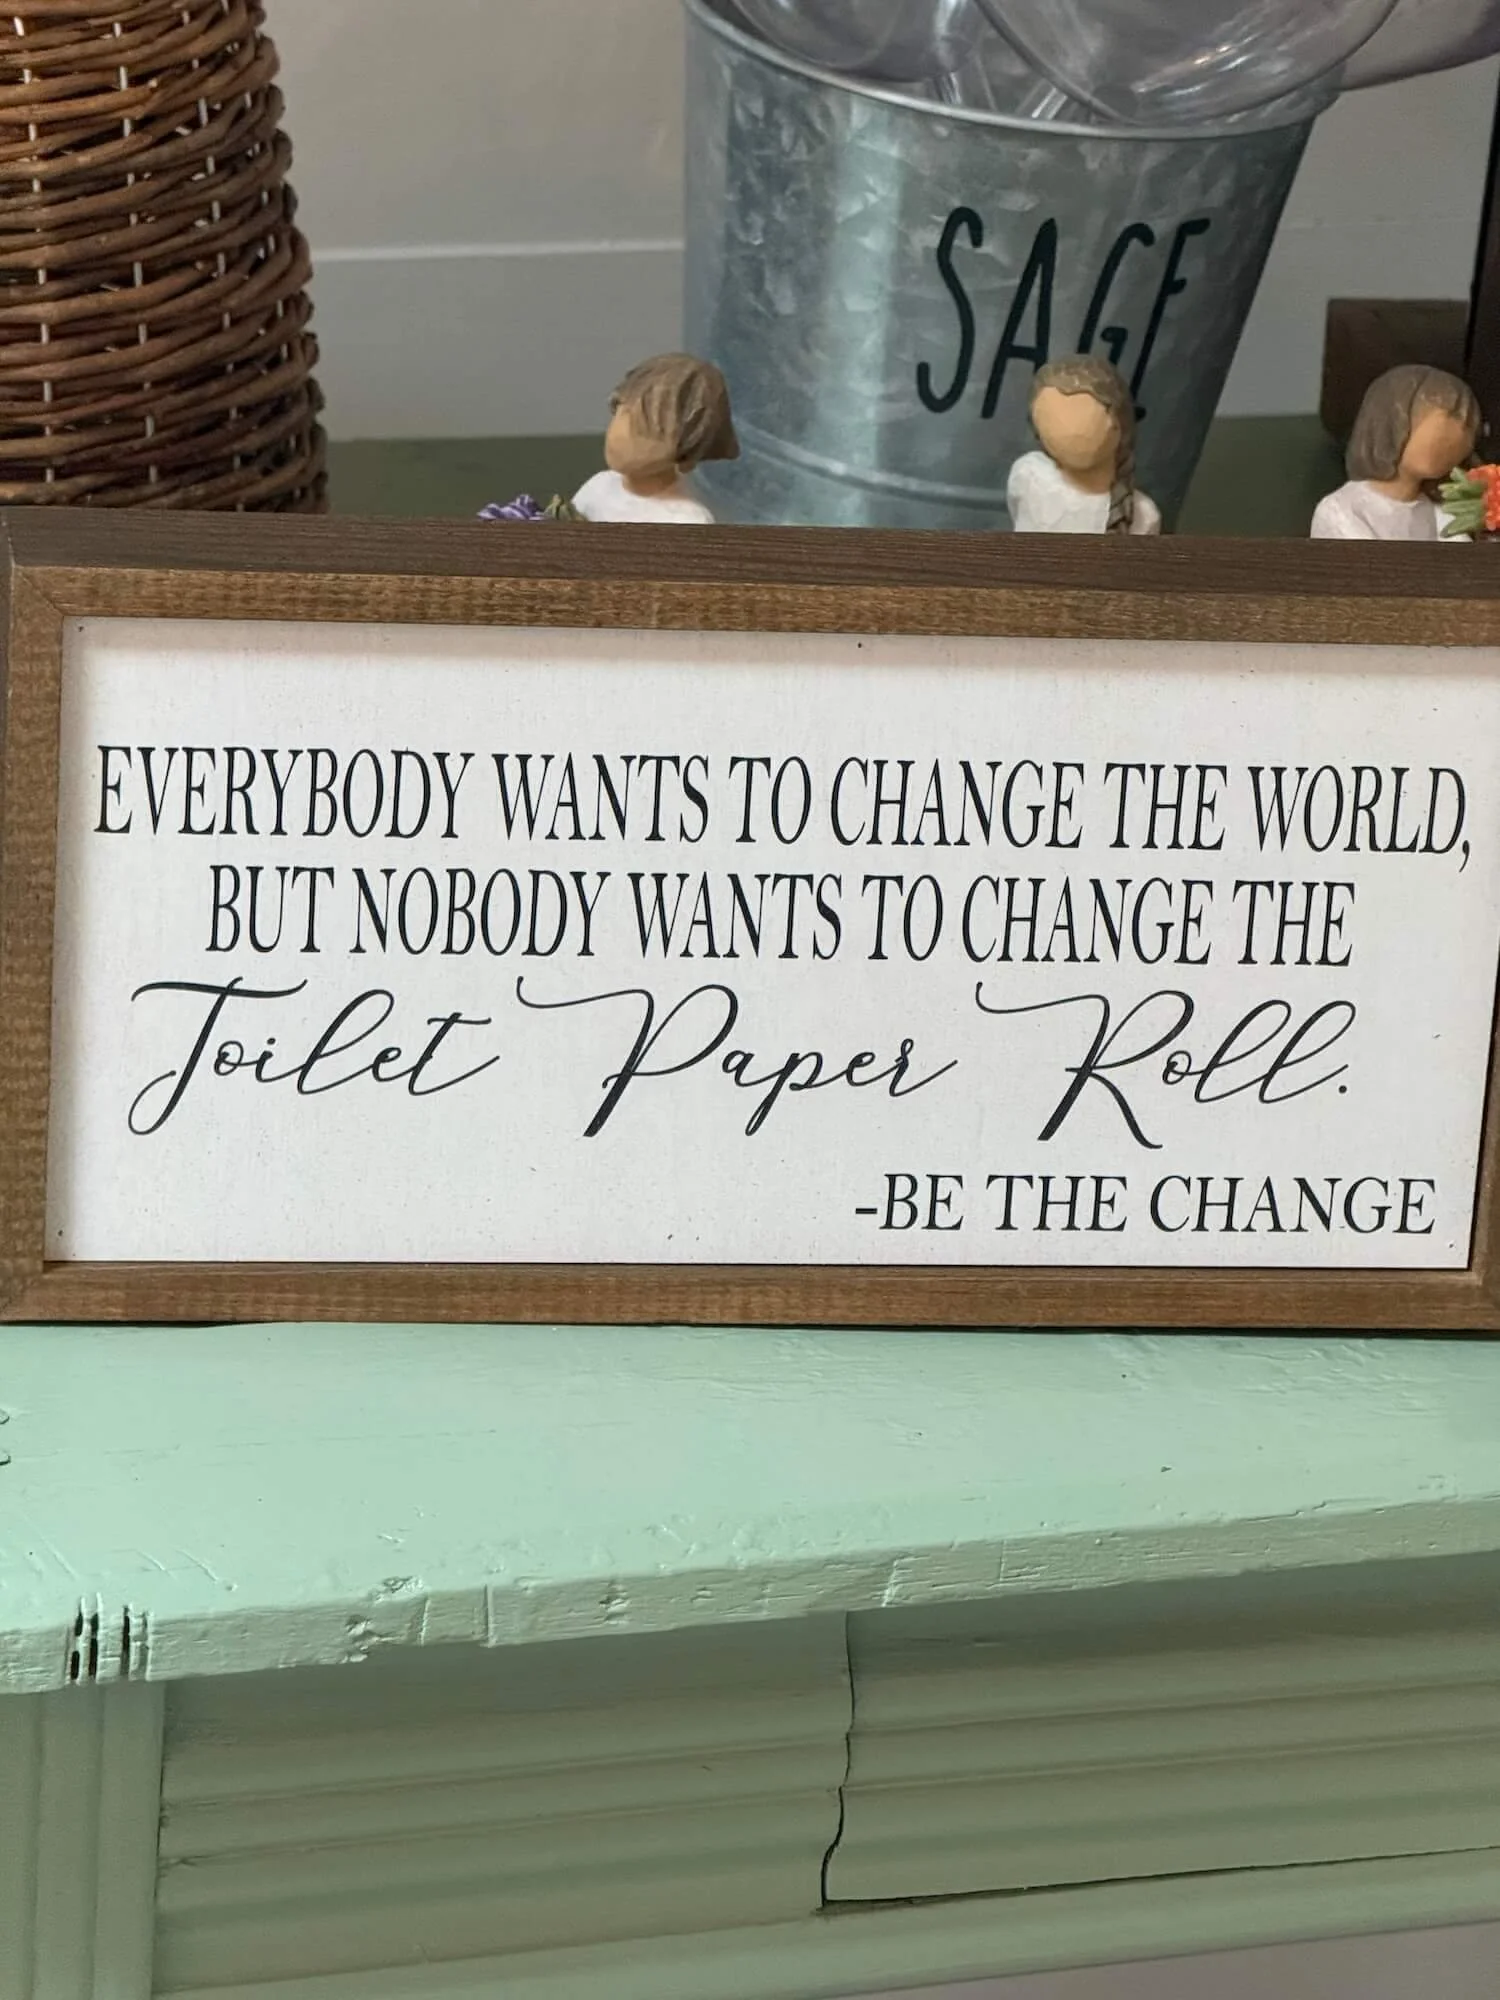 SAGE
EVERYBODY WANTS TO CHANGE THE WORLD,
BUT NOBODY WANTS TO CHANGE THE
Toilet Paper Roll.
-BE THE CHANGE